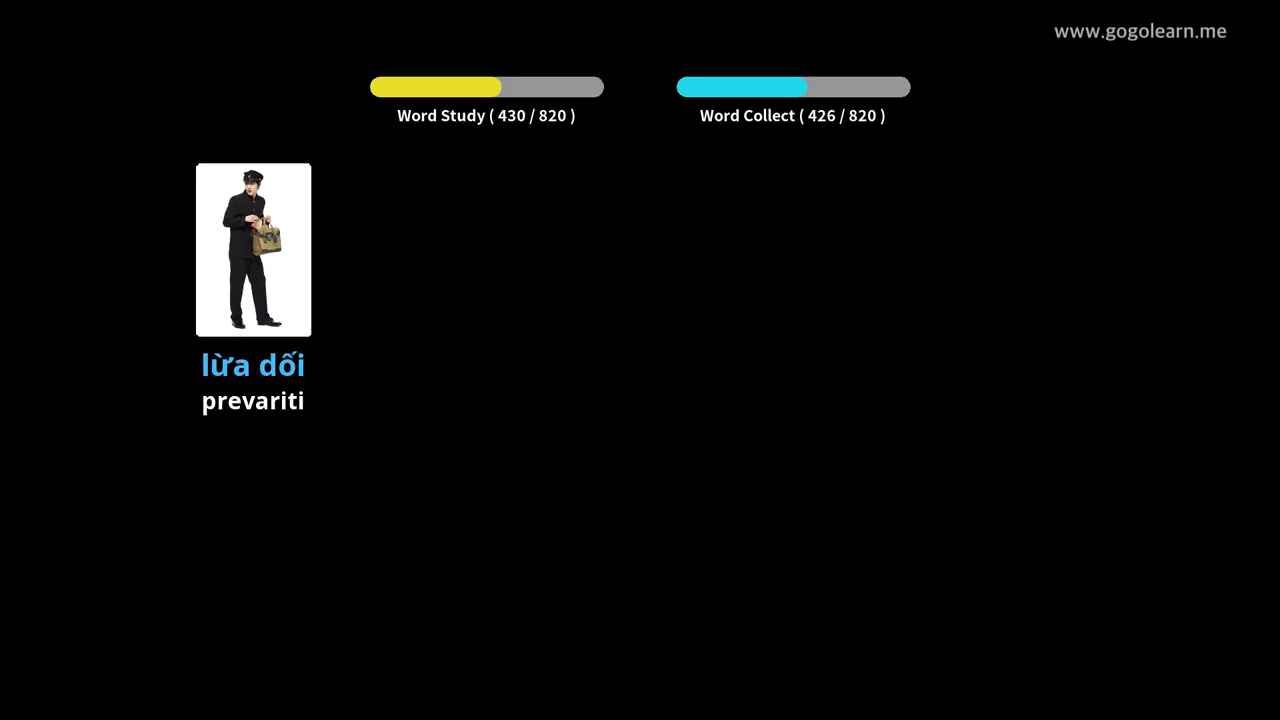 www.gogolearn.me
Word Study ( 430 / 820 )
Word Collect ( 426 / 820 )
lừa dối
prevariti